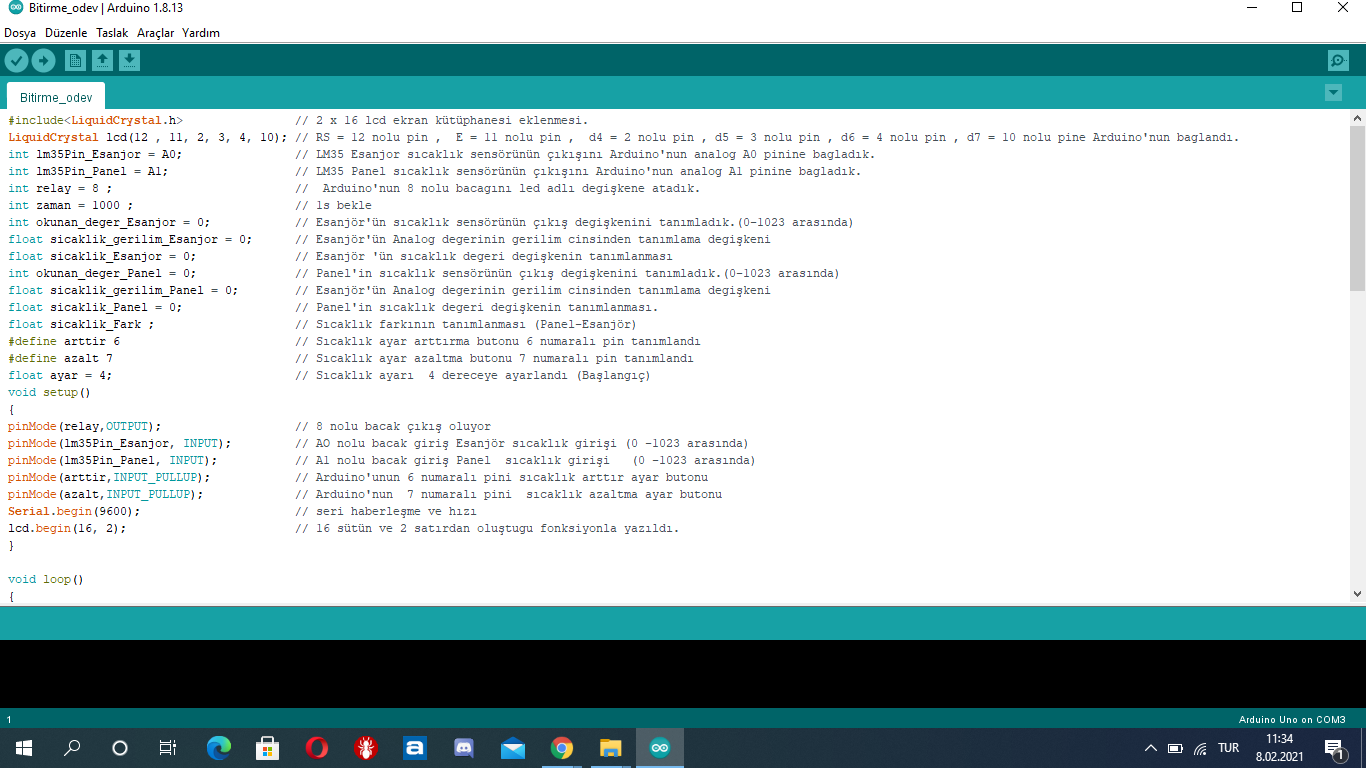 Bitirme_odev | Arduino 1.8.13
Dosya Düzenle Taslak Araçlar Yardım
Bitirme_odev
#include<LiquidCrystal.h> // 2 x 16 lcd ekran kütüphanesi eklenmesi.
LiquidCrystal lcd(12 , 11, 2, 3, 4, 10); // RS = 12 nolu pin , E = 11 nolu pin , d4 = 2 nolu pin , d5 = 3 nolu pin , d6 = 4 nolu pin , d7 = 10 nolu pine Arduino'nun baglandı.
int lm35Pin_Esanjor = A0; // LM35 Esanjor sıcaklık sensörünün çıkışını Arduino'nun analog A0 pinine bagladık.
int lm35Pin_Panel = A1; // LM35 Panel sıcaklık sensörünün çıkışını Arduino'nun analog A1 pinine bagladık.
int relay = 8 ; // Arduino'nun 8 nolu bacagını led adlı degişkene atadık.
int zaman = 1000 ; // 1s bekle
int okunan_deger_Esanjor = 0; // Esanjör'ün sıcaklık sensörünün çıkış degişkenini tanımladık.(0-1023 arasında)
float sicaklik_gerilim_Esanjor = 0; // Esanjör'ün Analog degerinin gerilim cinsinden tanımlama degişkeni
float sicaklik_Esanjor = 0; // Esanjör 'ün sıcaklık degeri degişkenin tanımlanması
int okunan_deger_Panel = 0; // Panel'in sıcaklık sensörünün çıkış degişkenini tanımladık.(0-1023 arasında)
float sicaklik_gerilim_Panel = 0; // Esanjör'ün Analog degerinin gerilim cinsinden tanımlama degişkeni
float sicaklik_Panel = 0; // Panel'in sıcaklık degeri degişkenin tanımlanması.
float sicaklik_Fark ; // Sıcaklık farkının tanımlanması (Panel-Esanjör)
#define arttir 6 // Sıcaklık ayar arttırma butonu 6 numaralı pin tanımlandı
#define azalt 7 // Sıcaklık ayar azaltma butonu 7 numaralı pin tanımlandı
float ayar = 4; // Sıcaklık ayarı 4 dereceye ayarlandı (Başlangıç)
void setup()
{
pinMode(relay,OUTPUT); // 8 nolu bacak çıkış oluyor
pinMode(lm35Pin_Esanjor, INPUT); // AO nolu bacak giriş Esanjör sıcaklık girişi (0 -1023 arasında)
pinMode(lm35Pin_Panel, INPUT); // A1 nolu bacak giriş Panel sıcaklık girişi (0 -1023 arasında)
pinMode(arttir,INPUT_PULLUP); // Arduino'unun 6 numaralı pini sıcaklık arttır ayar butonu
pinMode(azalt,INPUT_PULLUP); // Arduino'nun 7 numaralı pini sıcaklık azaltma ayar butonu
Serial.begin(9600); // seri haberleşme ve hızı
lcd.begin(16, 2); // 16 sütün ve 2 satırdan oluştugu fonksiyonla yazıldı.
}
void loop()
{
1 Arduino Uno on COM3
TUR 11:34
8.02.2021 1